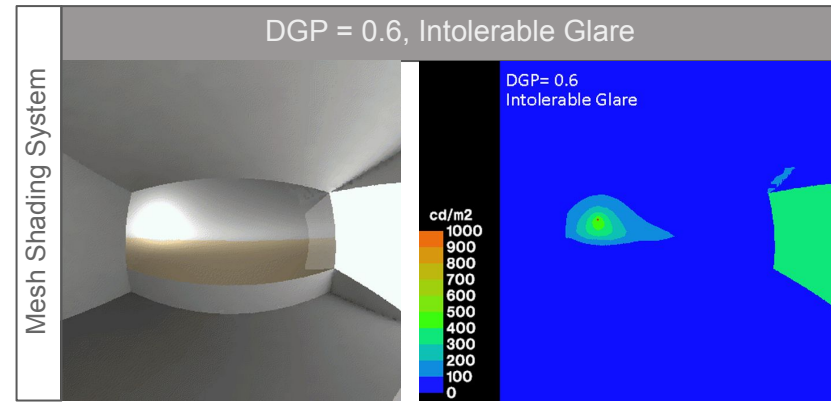 DGP = 0.6, Intolerable Glare
Mesh Shading System
DGP= 0.6
Intolerable Glare
cd/m2
1000
900
800
700
600
500
400
300
200
100
0